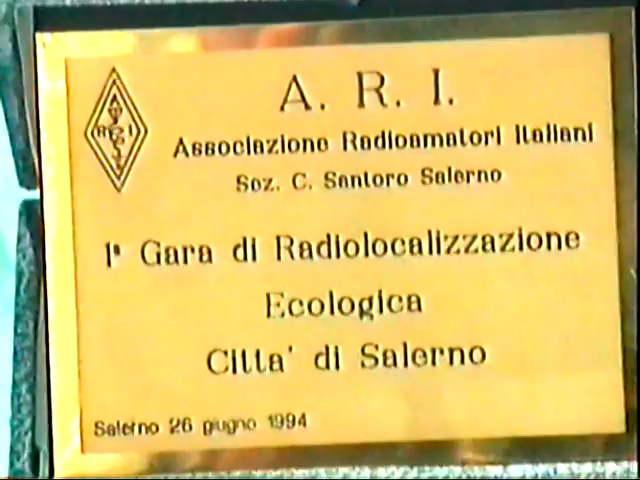 A. R. I.
Associazione Radioamatori Italiani
Sez. C. Santoro Salerno
1ª Gara di Radiolocalizzazione
Ecologica
Citta' di Salerno
Salerno 26 giugno 1994